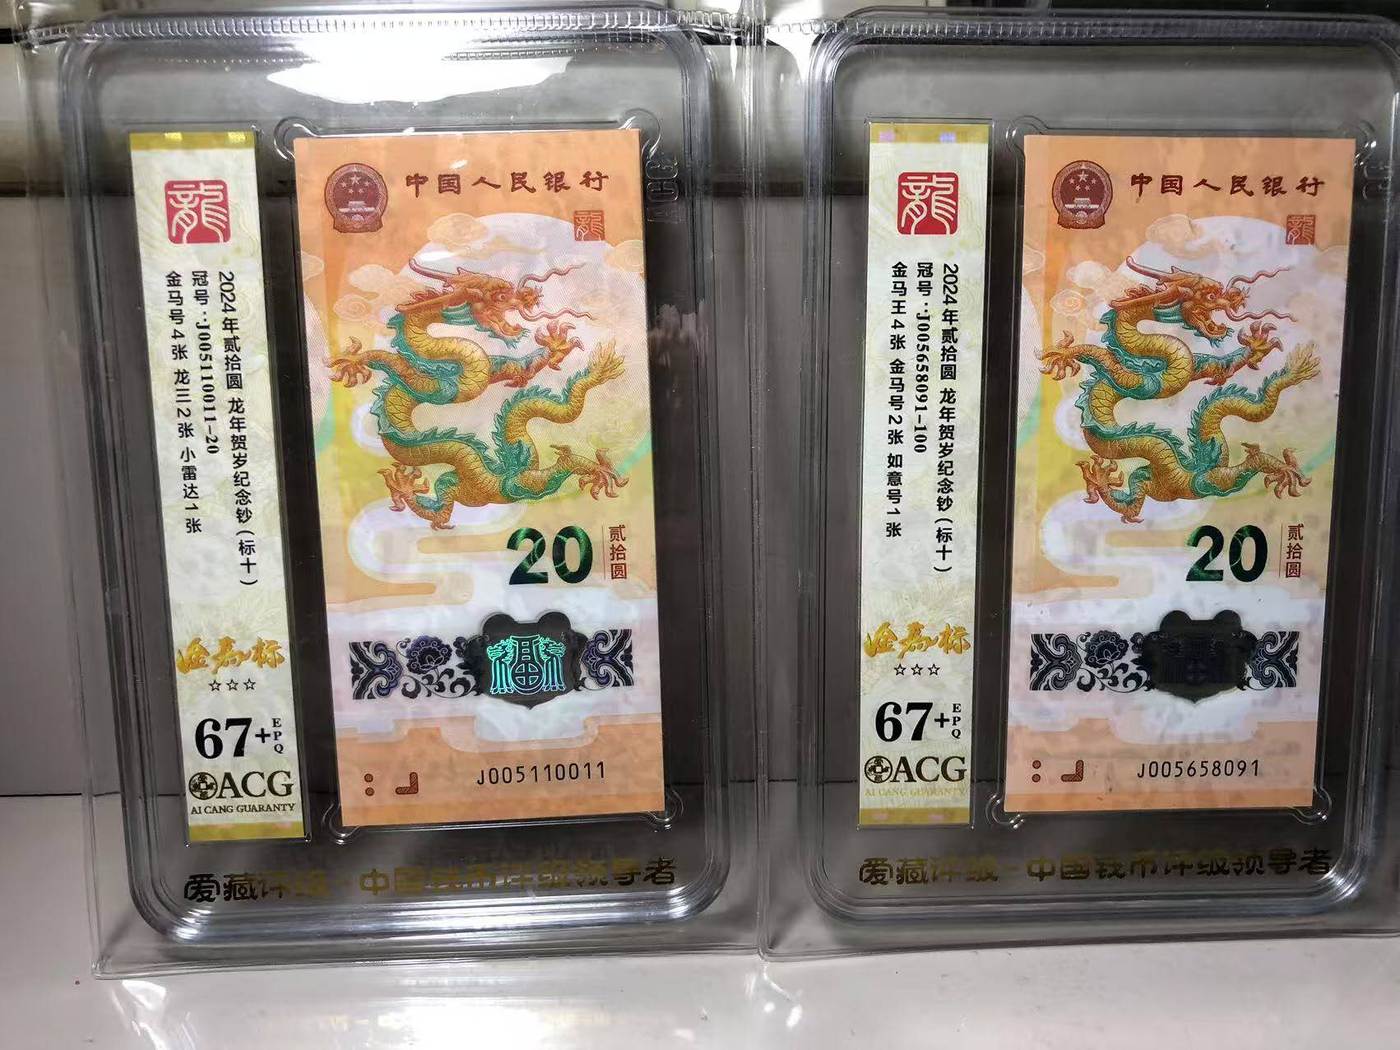 龍
2024年贰拾圆 龙年贺岁纪念钞(标十)
冠号:J005110011-20
金马号4张 龙三2张 小雷达1张
金马标
☆☆☆
67+
EPQ
ACG
AI CANG GUARANTY
中国人民银行
龍
20
贰拾圆
J005110011
爱藏评级-中国钱币评级领导者
龍
2024年贰拾圆 龙年贺岁纪念钞(标十)
冠号:J005658091-100
金马王4张 金马号2张 如意号1张
金马标
☆☆☆
67+
EPQ
ACG
AI CANG GUARANTY
中国人民银行
龍
20
贰拾圆
J005658091
爱藏评级-中国钱币评级领导者